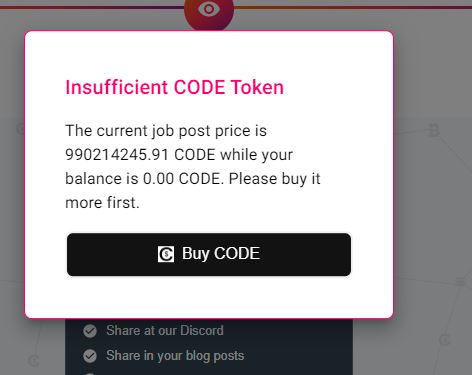 Insufficient CODE Token
The current job post price is
990214245.91 CODE while your
balance is 0.00 CODE. Please buy it
more first.
Buy CODE
Share at our Discord
Share in your blog posts